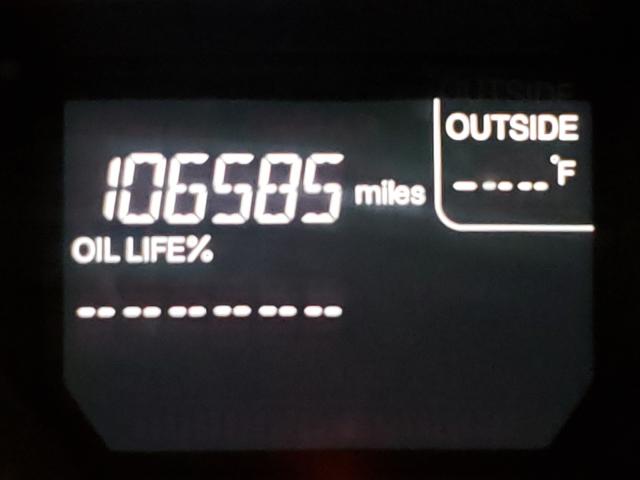 OUTSIDE
106585 miles
----°F
OIL LIFE%
------------